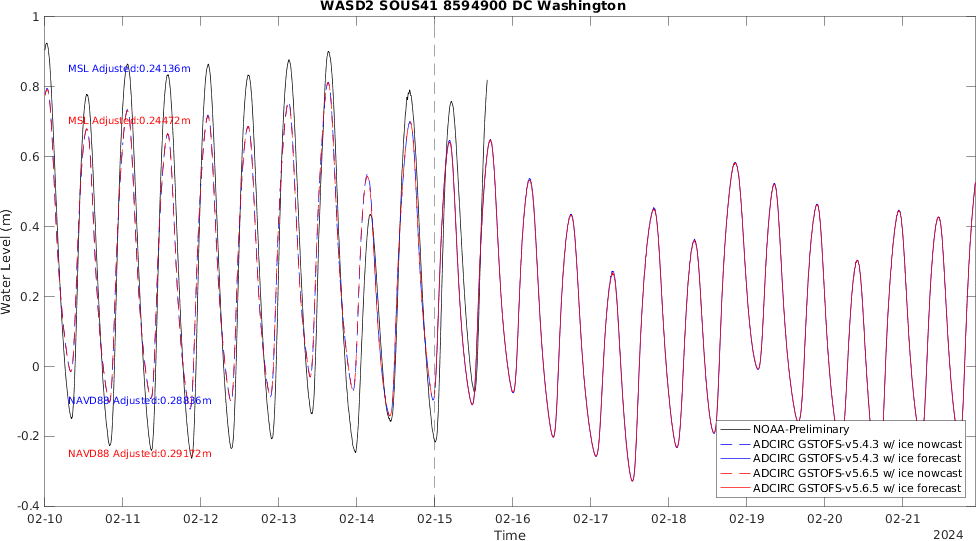 WASD2 SOUS41 8594900 DC Washington
1
0.8
0.6
0.4
0.2
0
-0.2
-0.4
Water Level (m)
MSL Adjusted:0.24136m
MSL Adjusted:0.24472m
NAVD88 Adjusted:0.28836m
NAVD88 Adjusted:0.29172m
NOAA-Preliminary
ADCIRC GSTOFS-v5.4.3 w/ ice nowcast
ADCIRC GSTOFS-v5.4.3 w/ ice forecast
ADCIRC GSTOFS-v5.6.5 w/ ice nowcast
ADCIRC GSTOFS-v5.6.5 w/ ice forecast
02-10 02-11 02-12 02-13 02-14 02-15 02-16 02-17 02-18 02-19 02-20 02-21
Time
2024